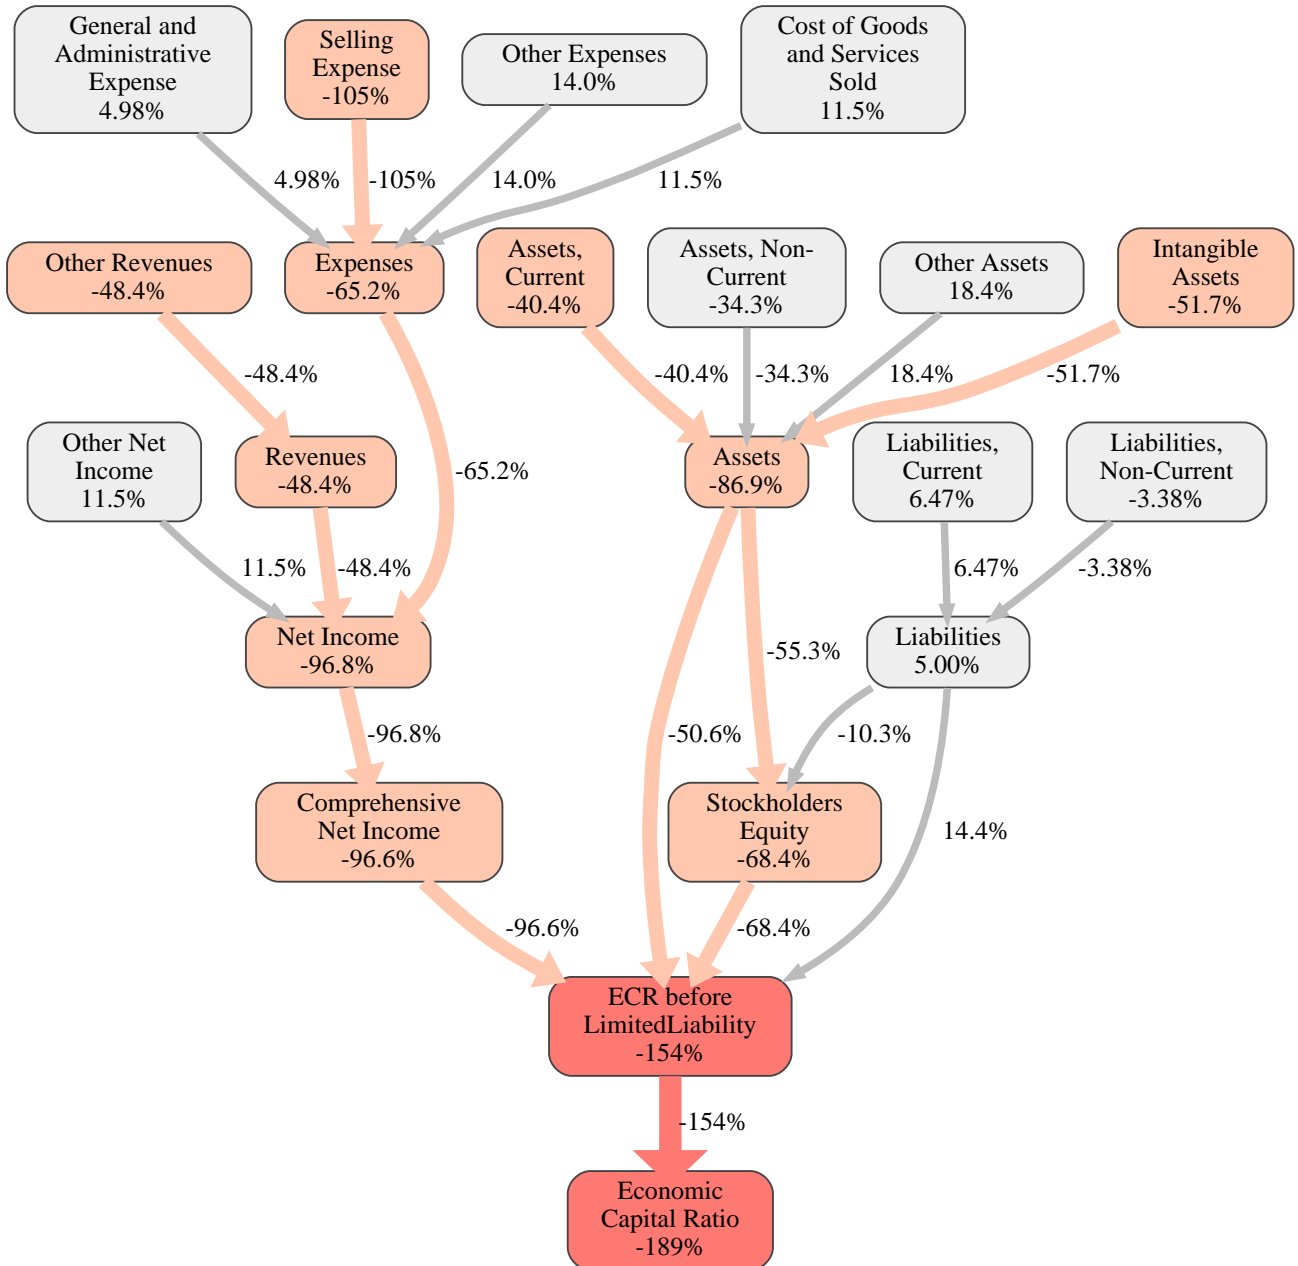 General and
Administrative
Expense
4.98%
Selling
Expense
-105%
Other Expenses
14.0%
Cost of Goods
and Services
Sold
11.5%
4.98%
-105%
14.0%
11.5%
Other Revenues
-48.4%
Expenses
-65.2%
Assets,
Current
-40.4%
Assets, Non-
Current
-34.3%
Other Assets
18.4%
Intangible
Assets
-51.7%
-48.4%
-40.4%
-34.3%
18.4%
-51.7%
Other Net
Income
11.5%
Revenues
-48.4%
-65.2%
Assets
-86.9%
Liabilities,
Current
6.47%
Liabilities,
Non-Current
-3.38%
11.5%
-48.4%
6.47%
-3.38%
Net Income
-96.8%
-55.3%
Liabilities
5.00%
-96.8%
-50.6%
-10.3%
Comprehensive
Net Income
-96.6%
Stockholders
Equity
-68.4%
14.4%
-96.6%
-68.4%
ECR before
LimitedLiability
-154%
-154%
Economic
Capital Ratio
-189%